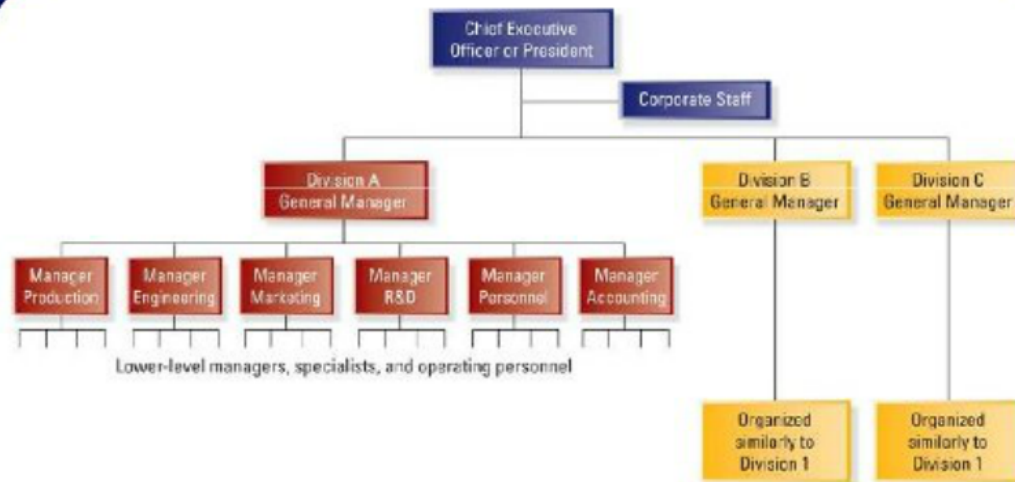 Chief Executive
Officer or President
Corporate Staff
Division A
General Manager
Division B
General Manager
Division C
General Manager
Manager
Production
Manager
Engineering
Manager
Marketing
Manager
R&D
Manager
Personnel
Manager
Accounting
Lower-level managers, specialists, and operating personnel
Organized
similarly to
Division 1
Organized
similarly to
Division 1